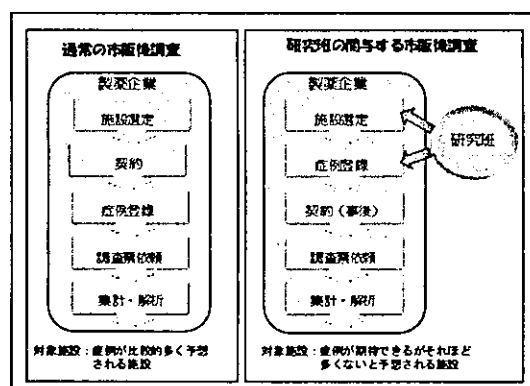 通常の市販後調査
製薬企業
施設選定
契約
症例登録
調査票依頼
集計・解析
対象施設：症例が比較的多く予想
される施設
研究班の関与する市販後調査
製薬企業
施設選定
症例登録
契約（事後）
調査票依頼
集計・解析
研究班
対象施設：症例が期待できるがそれほど
多くないと予想される施設